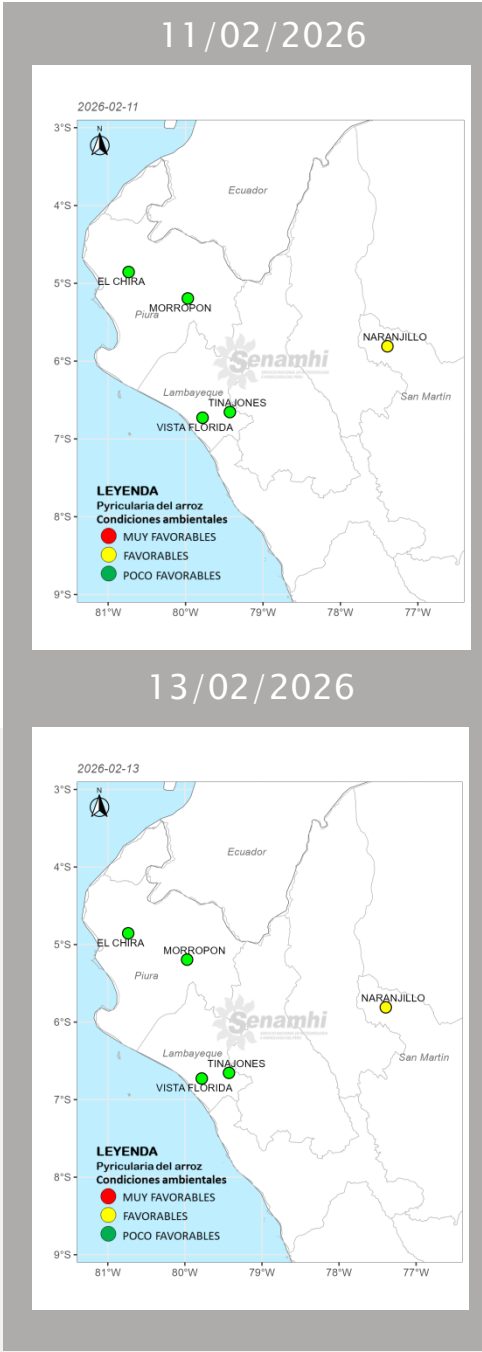 11/02/2026
2026-02-11
N
3°S
Ecuador
4°S
5°S
EL CHIRA
MORROPON
Piura
NARANJILLO
6°S
Senamhi
Lambayeque
San Martín
TINAJONES
VISTA FLORIDA
7°S
LEYENDA
Pyricularia del arroz
Condiciones ambientales
8°S
MUY FAVORABLES
FAVORABLES
POCO FAVORABLES
9°S
81°W 80°W 79°W 78°W 77°W
13/02/2026
2026-02-13
3°S
N
Ecuador
4°S
EL CHIRA
MORROPON
5°S
Piura
NARANJILLO
6°S
Senamhi
Lambayeque
San Martín
TINAJONES
VISTA FLORIDA
7°S
LEYENDA
Pyricularia del arroz
Condiciones ambientales
8°S
MUY FAVORABLES
FAVORABLES
POCO FAVORABLES
9°S
81°W 80°W 79°W 78°W 77°W